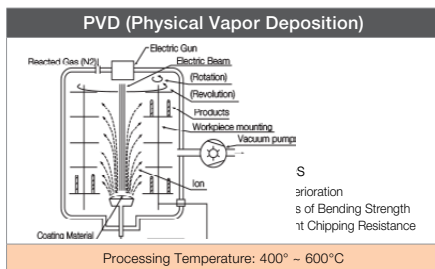 PVD (Physical Vapor Deposition)
Electric Gun
Reacted Gas (N2)
Electric Beam
(Rotation)
(Revolution)
Products
Workpiece mounting
Vacuum pump
Ion
s
erioration
s of Bending Strength
nt Chipping Resistance
Coating Material
Processing Temperature: 400° ~ 600°C